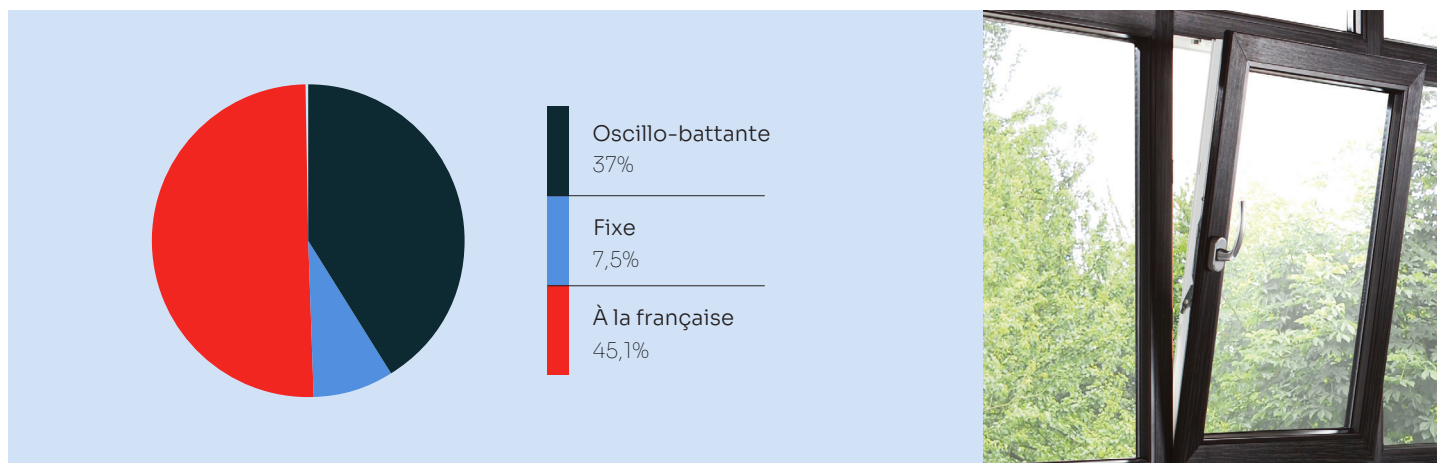 Oscillo-battante
37%
Fixe
7,5%
À la française
45,1%